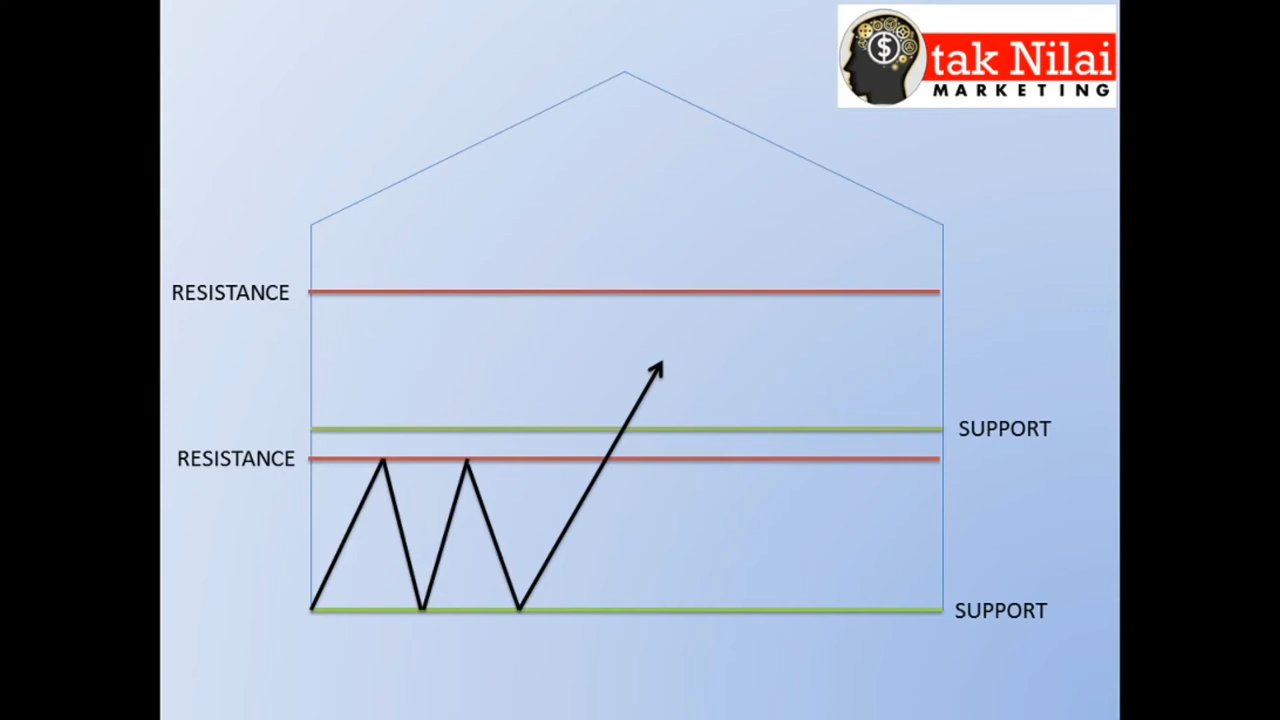 $
tak Nilai
MARKETING
RESISTANCE
SUPPORT
RESISTANCE
SUPPORT